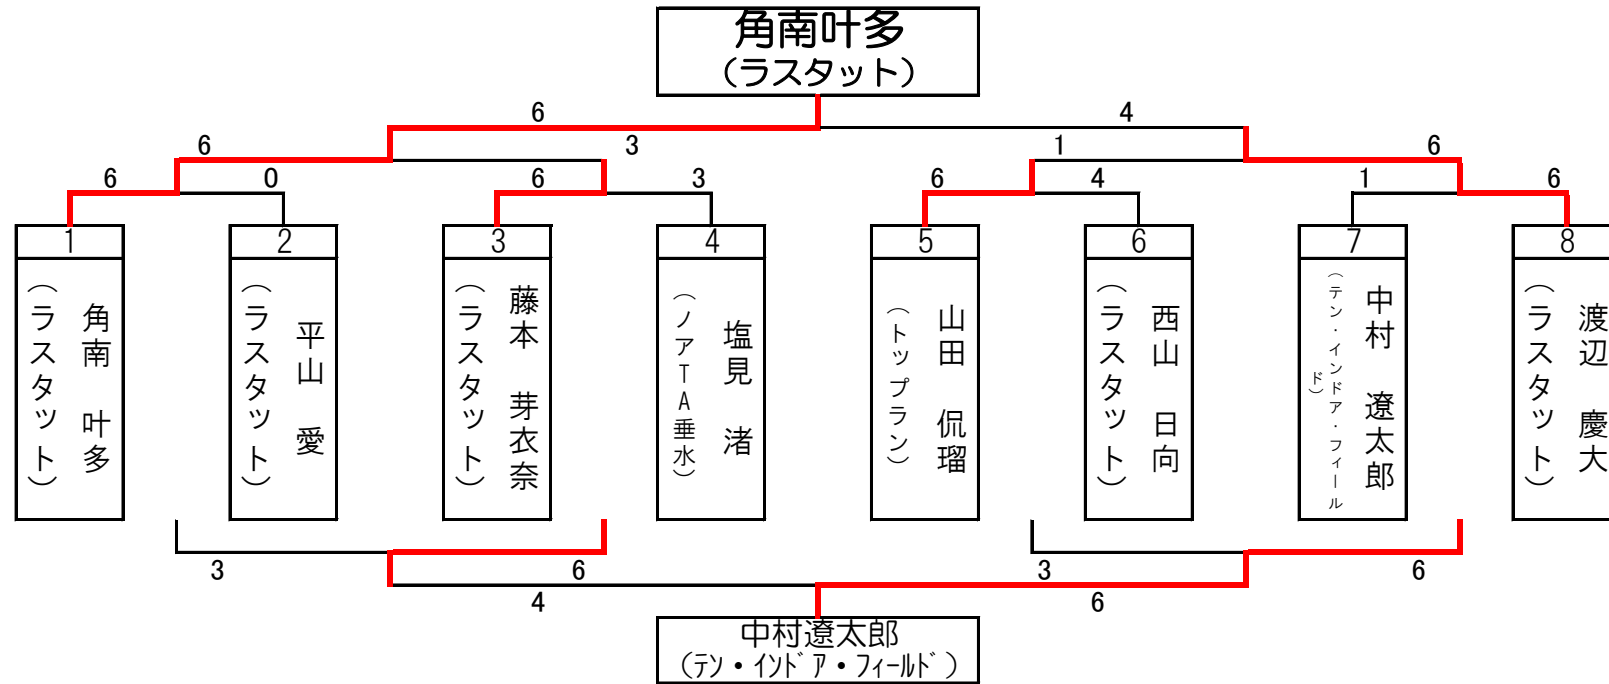 角南叶多
(ラスタット)
6 4
6 3 1 6
6 0 6 3 6 4 1 6
1 2 3 4 5 6 7 8
角南 叶多
(ラスタット)
平山 愛
(ラスタット)
藤本 芽衣奈
(ラスタット)
塩見 渚
(ノアTA垂水)
山田 侃瑠
(トップラン)
西山 日向
(ラスタット)
中村 遼太郎
(テン・インドア・フィール
ド)
渡辺 慶大
(ラスタット)
3 6 3 6
4 6
中村遼太郎
(テン・インドア・フィールド)